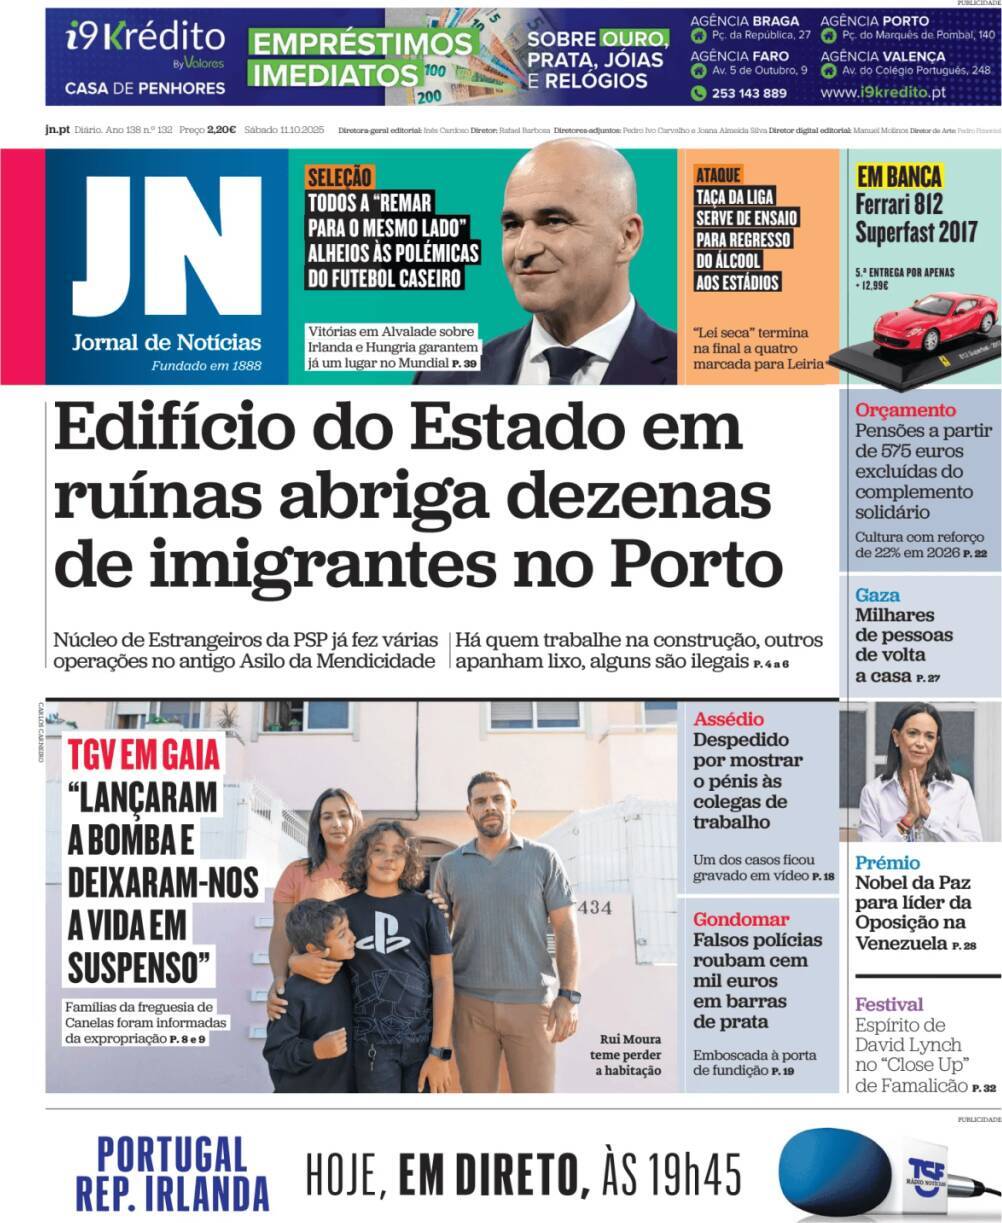 PUBLICIDADE
i9Krédito
By Valores
CASA DE PENHORES
EMPRÉSTIMOS
IMEDIATOS
SOBRE OURO,
PRATA, JÓIAS
E RELÓGIOS
AGÊNCIA BRAGA
Pç. da República, 27
AGÊNCIA FARO
Av. 5 de Outubro, 9
253 143 889
AGÊNCIA PORTO
Pç. do Marquês de Pombal, 140
AGÊNCIA VALENÇA
Av. do Colégio Português, 248
www.i9kredito.pt
jn.pt Diário. Ano 138 n.º 132 Preço 2,20€ Sábado 11.10.2025 Diretora-geral editorial: Inês Cardoso Diretor: Rafael Barbosa Diretores-adjuntos: Pedro Ivo Carvalho e Joana Almeida Silva Diretor digital editorial: Manuel Molinos Diretor de Arte: Pedro Pimentel
JN
Jornal de Notícias
Fundado em 1888
SELEÇÃO
TODOS A “REMAR
PARA O MESMO LADO”
ALHEIOS ÀS POLÉMICAS
DO FUTEBOL CASEIRO
Vitórias em Alvalade sobre
Irlanda e Hungria garantem
já um lugar no Mundial P. 39
ATAQUE
TAÇA DA LIGA
SERVE DE ENSAIO
PARA REGRESSO
DO ÁLCOOL
AOS ESTÁDIOS
“Lei seca” termina
na final a quatro
marcada para Leiria
EM BANCA
Ferrari 812
Superfast 2017
5.ª ENTREGA POR APENAS
+ 12,99€
Edifício do Estado em
ruínas abriga dezenas
de imigrantes no Porto
Núcleo de Estrangeiros da PSP já fez várias
operações no antigo Asilo da Mendicidade
Há quem trabalhe na construção, outros
apanham lixo, alguns são ilegais P. 4 a 6
Orçamento
Pensões a partir
de 575 euros
excluídas do
complemento
solidário
Cultura com reforço
de 22% em 2026 P. 22
Gaza
Milhares
de pessoas
de volta
a casa P. 27
CARLOS CARNEIRO
TGV EM GAIA
“LANÇARAM
A BOMBA E
DEIXARAM-NOS
A VIDA EM
SUSPENSO”
Famílias da freguesia de
Canelas foram informadas
da expropriação P. 8 e 9
434
Rui Moura
teme perder
a habitação
Assédio
Despedido
por mostrar
o pénis às
colegas de
trabalho
Um dos casos ficou
gravado em vídeo P. 18
Gondomar
Falsos polícias
roubam cem
mil euros
em barras
de prata
Emboscada à porta
de fundição P. 19
Prémio
Nobel da Paz
para líder da
Oposição na
Venezuela P. 28
Festival
Espírito de
David Lynch
no “Close Up”
de Famalicão P. 32
PUBLICIDADE
PORTUGAL
REP. IRLANDA
HOJE, EM DIRETO, ÀS 19h45
TSF
RÁDIO NOTÍCIAS